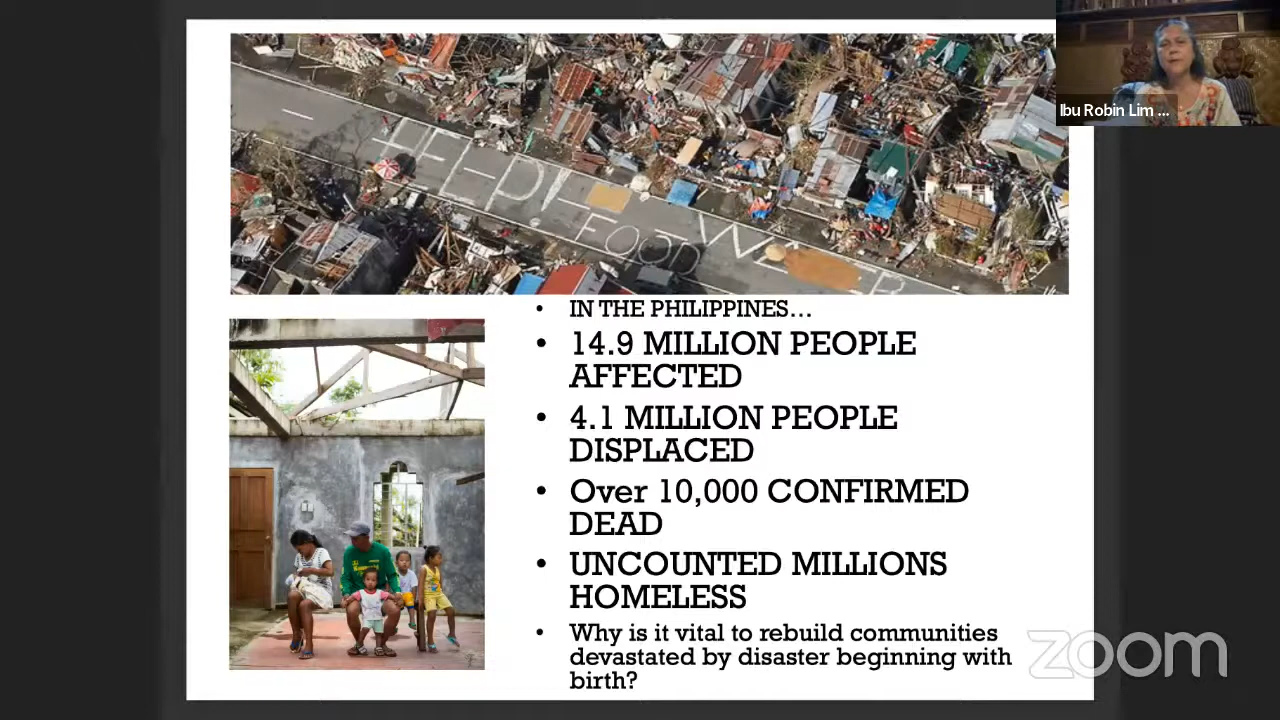 HELP!
FOOD
Ibu Robin Lim ...
IN THE PHILIPPINES...
14.9 MILLION PEOPLE
AFFECTED
4.1 MILLION PEOPLE
DISPLACED
Over 10,000 CONFIRMED
DEAD
UNCOUNTED MILLIONS
HOMELESS
Why is it vital to rebuild communities
devastated by disaster beginning with
birth?
zoom